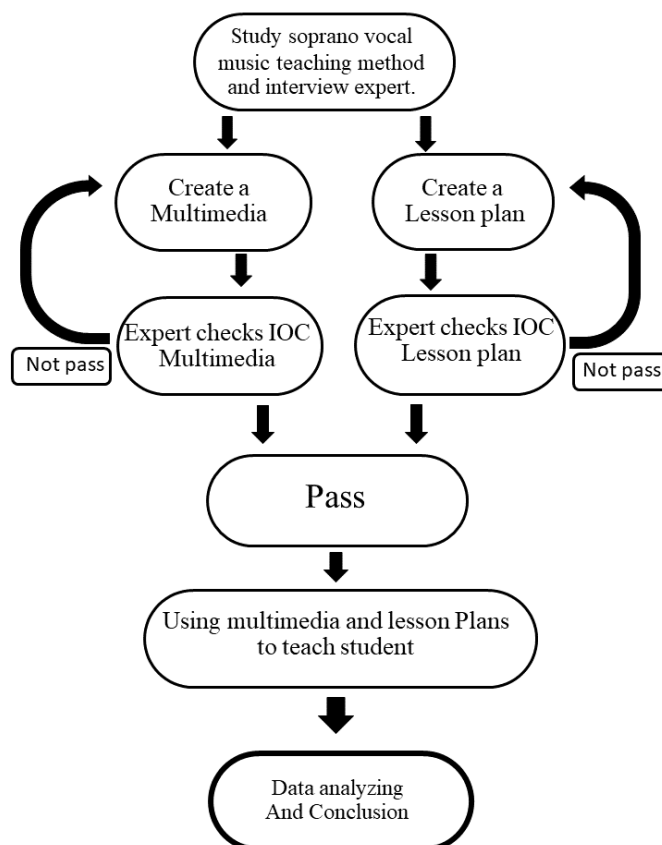 Study soprano vocal
music teaching method
and interview expert.
Create a
Multimedia
Create a
Lesson plan
Expert checks IOC
Multimedia
Expert checks IOC
Lesson plan
Not pass
Not pass
Pass
Using multimedia and lesson Plans
to teach student
Data analyzing
And Conclusion